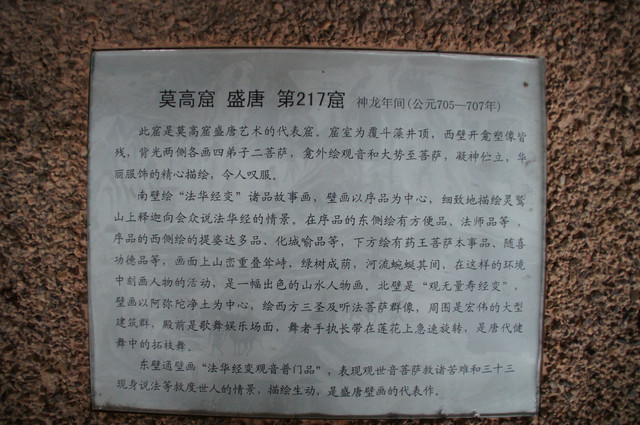 莫高窟 盛唐 第217窟 神龙年间(公元705—707年)
此窟是莫高窟盛唐艺术的代表窟。窟室为覆斗藻井顶，西壁开龛塑像皆
残，背光两侧各画四弟子二菩萨，龛外绘观音和大势至菩萨，凝神伫立，华
丽服饰的精心描绘，令人叹服。
南壁绘“法华经变”诸品故事画，壁画以序品为中心，细致地描绘灵鹫
山上释迦向会众说法华经的情景。在序品的东侧绘有方便品、法师品等，
序品的西侧绘的提婆达多品、化城喻品等，下方绘有药王菩萨本事品、随喜
功德品等，画面上山峦重叠耸峙，绿树成荫，河流蜿蜒其间，在这样的环境
中刻画人物的活动，是一幅出色的山水人物画。北壁是“观无量寿经变”，
壁画以阿弥陀净土为中心，绘西方三圣及听法菩萨群像，周围是宏伟的大型
建筑群，殿前是歌舞娱乐场面，舞者手执长带在莲花上急速旋转，是唐代健
舞中的拓枝舞。
东壁通壁画“法华经变观音普门品”，表现观世音菩萨救诸苦难和三十三
现身说法等救度世人的情景，描绘生动，是盛唐壁画的代表作。